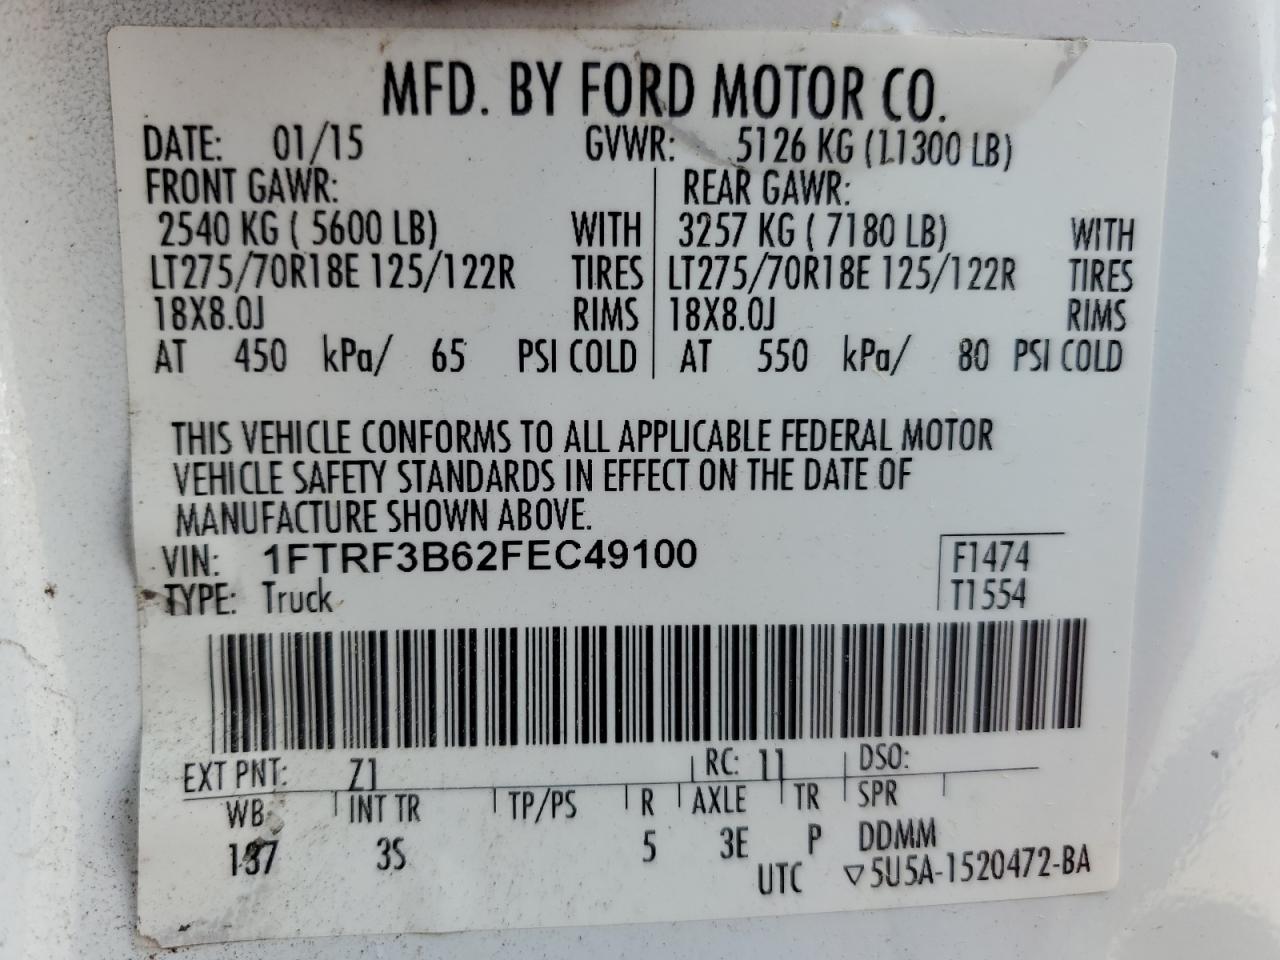 MFD. BY FORD MOTOR CO.
DATE: 01/15 GVWR: 5126 KG (11300 LB)
FRONT GAWR: REAR GAWR:
2540 KG ( 5600 LB) WITH 3257 KG ( 7180 LB) WITH
LT275/70R18E 125/122R TIRES LT275/70R18E 125/122R TIRES
18X8.0J RIMS 18X8.0J RIMS
AT 450 kPa/ 65 PSI COLD AT 550 kPa/ 80 PSI COLD
THIS VEHICLE CONFORMS TO ALL APPLICABLE FEDERAL MOTOR
VEHICLE SAFETY STANDARDS IN EFFECT ON THE DATE OF
MANUFACTURE SHOWN ABOVE.
VIN: 1FTRF3B62FEC49100 F1474
TYPE: Truck T1554
EXT PNT: Z1 RC: 11 DSO:
WB INT TR TP/PS R AXLE TR SPR
137 3S 5 3E P DDMM
UTC ▽5U5A-1520472-BA